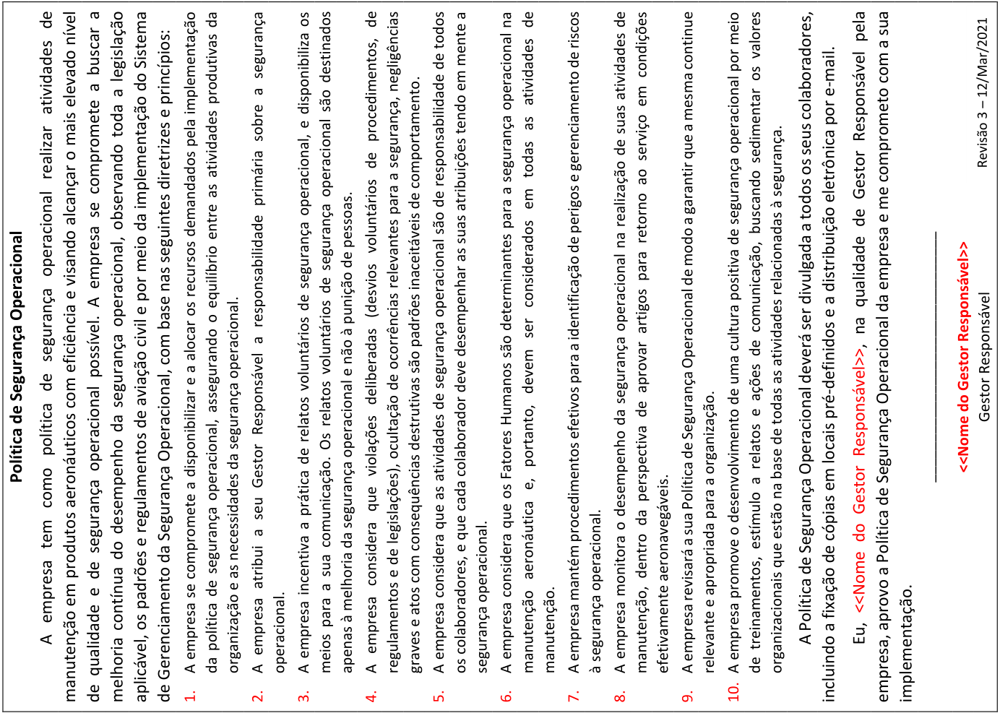 Política de Segurança Operacional
A empresa tem como política de segurança operacional realizar atividades de
manutenção em produtos aeronáuticos com eficiência e visando alcançar o mais elevado nível
de qualidade e de segurança operacional possível. A empresa se compromete a buscar a
melhoria contínua do desempenho da segurança operacional, observando toda a legislação
aplicável, os padrões e regulamentos de aviação civil e por meio da implementação do Sistema
de Gerenciamento da Segurança Operacional, com base nas seguintes diretrizes e princípios:
1. A empresa se compromete a disponibilizar e a alocar os recursos demandados pela implementação
da política de segurança operacional, assegurando o equilíbrio entre as atividades produtivas da
organização e as necessidades da segurança operacional.
2. A empresa atribui a seu Gestor Responsável a responsabilidade primária sobre a segurança
operacional.
3. A empresa incentiva a prática de relatos voluntários de segurança operacional, e disponibiliza os
meios para a sua comunicação. Os relatos voluntários de segurança operacional são destinados
apenas à melhoria da segurança operacional e não à punição de pessoas.
4. A empresa considera que violações deliberadas (desvios voluntários de procedimentos, de
regulamentos e de legislações), ocultação de ocorrências relevantes para a segurança, negligências
graves e atos com consequências destrutivas são padrões inaceitáveis de comportamento.
5. A empresa considera que as atividades de segurança operacional são de responsabilidade de todos
os colaboradores, e que cada colaborador deve desempenhar as suas atribuições tendo em mente a
segurança operacional.
6. A empresa considera que os Fatores Humanos são determinantes para a segurança operacional na
manutenção aeronáutica e, portanto, devem ser considerados em todas as atividades de
manutenção.
7. A empresa mantém procedimentos efetivos para a identificação de perigos e gerenciamento de riscos
à segurança operacional.
8. A empresa monitora o desempenho da segurança operacional na realização de suas atividades de
manutenção, dentro da perspectiva de aprovar artigos para retorno ao serviço em condições
efetivamente aeronavegáveis.
9. A empresa revisará a sua Política de Segurança Operacional de modo a garantir que a mesma continue
relevante e apropriada para a organização.
10. A empresa promove o desenvolvimento de uma cultura positiva de segurança operacional por meio
de treinamentos, estímulo a relatos e ações de comunicação, buscando sedimentar os valores
organizacionais que estão na base de todas as atividades relacionadas à segurança.
A Política de Segurança Operacional deverá ser divulgada a todos os seus colaboradores,
incluindo a fixação de cópias em locais pré-definidos e a distribuição eletrônica por e-mail.
Eu, <<Nome do Gestor Responsável>>, na qualidade de Gestor Responsável pela
empresa, aprovo a Política de Segurança Operacional da empresa e me comprometo com a sua
implementação.
<<Nome do Gestor Responsável>>
Gestor Responsável
Revisão 3 – 12/Mar/2021